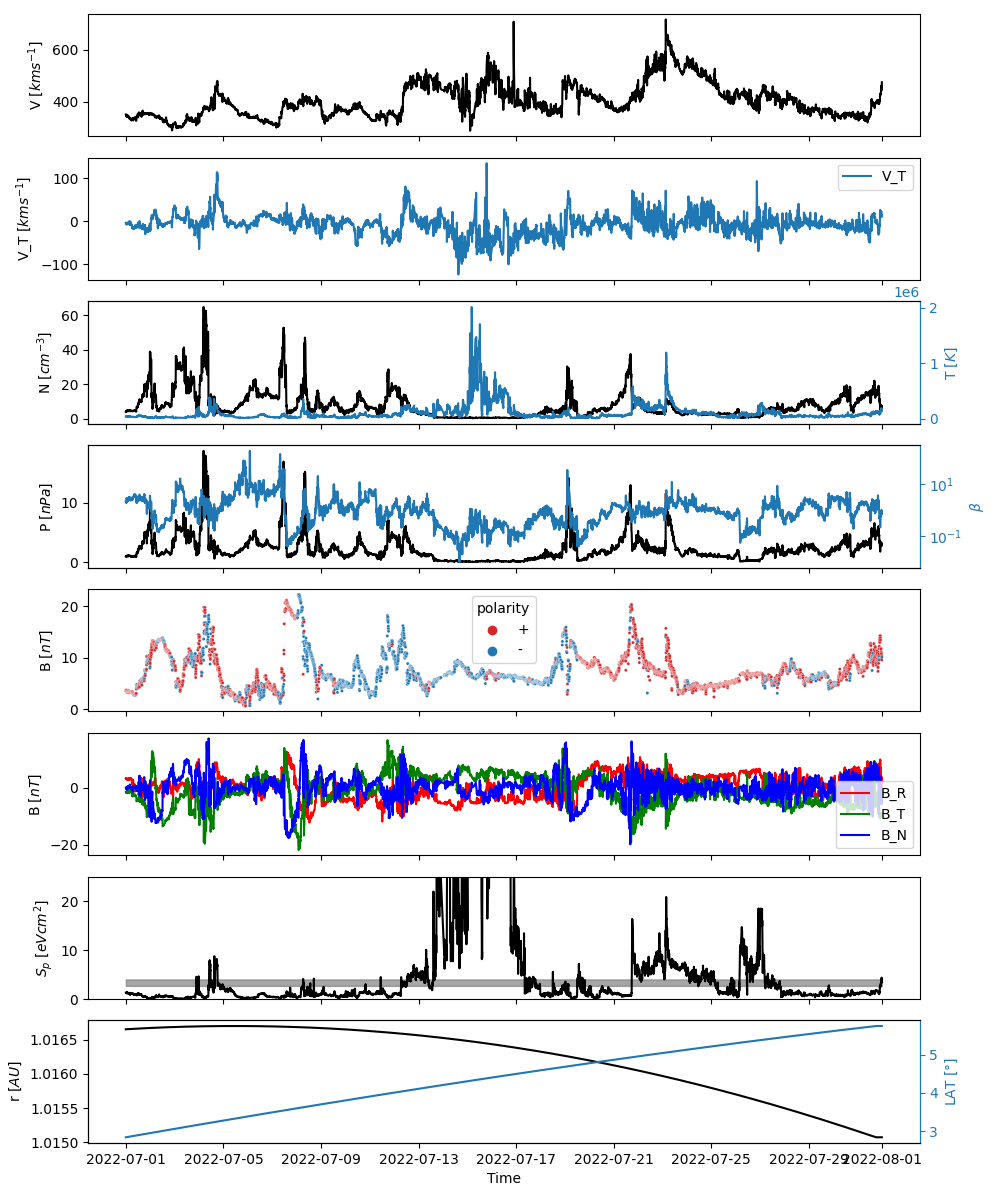 V [kms⁻¹]
600
400
V_T [kms⁻¹]
100
0
−100
V_T
N [cm⁻³]
60
40
20
0
1e6
2
1
0
T [K]
P [nPa]
10
0
10¹
10⁻¹
β
B [nT]
20
10
0
polarity
+
-
B [nT]
0
−20
B_R
B_T
B_N
Sₚ [eVcm²]
20
10
0
r [AU]
1.0165
1.0160
1.0155
1.0150
5
4
3
LAT [°]
2022-07-01 2022-07-05 2022-07-09 2022-07-13 2022-07-17 2022-07-21 2022-07-25 2022-07-29 2022-08-01
Time